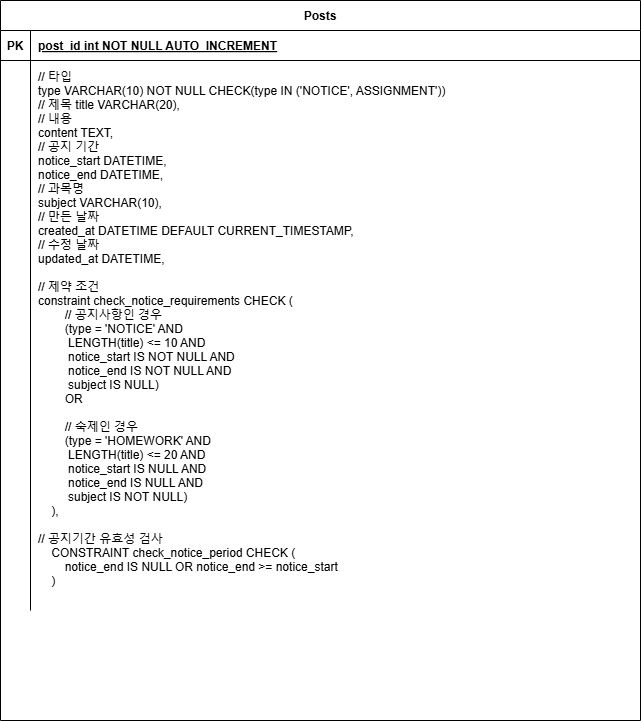 Posts
PK post_id int NOT NULL AUTO_INCREMENT
// 타입
type VARCHAR(10) NOT NULL CHECK(type IN ('NOTICE', ASSIGNMENT'))
// 제목 title VARCHAR(20),
// 내용
content TEXT,
// 공지 기간
notice_start DATETIME,
notice_end DATETIME,
// 과목명
subject VARCHAR(10),
// 만든 날짜
created_at DATETIME DEFAULT CURRENT_TIMESTAMP,
// 수정 날짜
updated_at DATETIME,
// 제약 조건
constraint check_notice_requirements CHECK (
// 공지사항인 경우
(type = 'NOTICE' AND
LENGTH(title) <= 10 AND
notice_start IS NOT NULL AND
notice_end IS NOT NULL AND
subject IS NULL)
OR
// 숙제인 경우
(type = 'HOMEWORK' AND
LENGTH(title) <= 20 AND
notice_start IS NULL AND
notice_end IS NULL AND
subject IS NOT NULL)
),
// 공지기간 유효성 검사
CONSTRAINT check_notice_period CHECK (
notice_end IS NULL OR notice_end >= notice_start
)